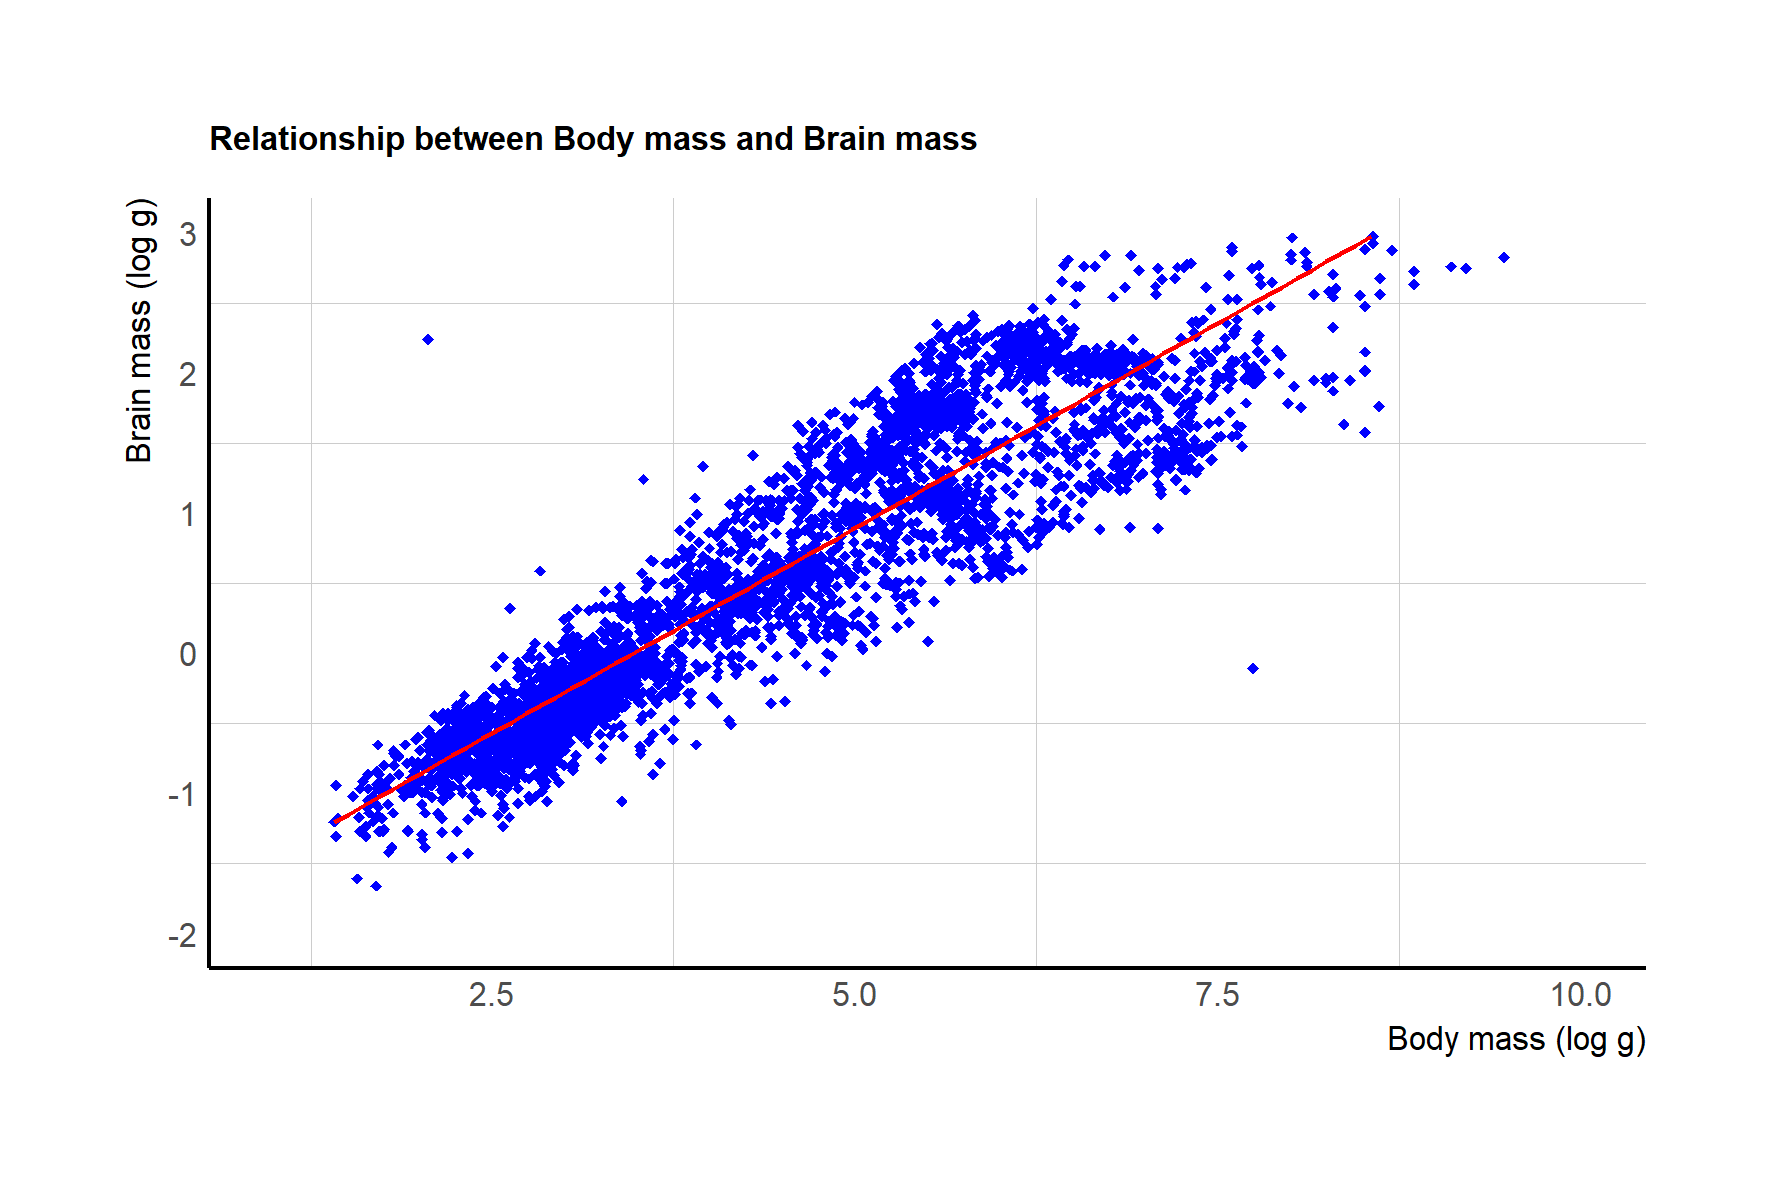 Relationship between Body mass and Brain mass
Brain mass (log g)
3
2
1
0
-1
-2
2.5 5.0 7.5 10.0
Body mass (log g)